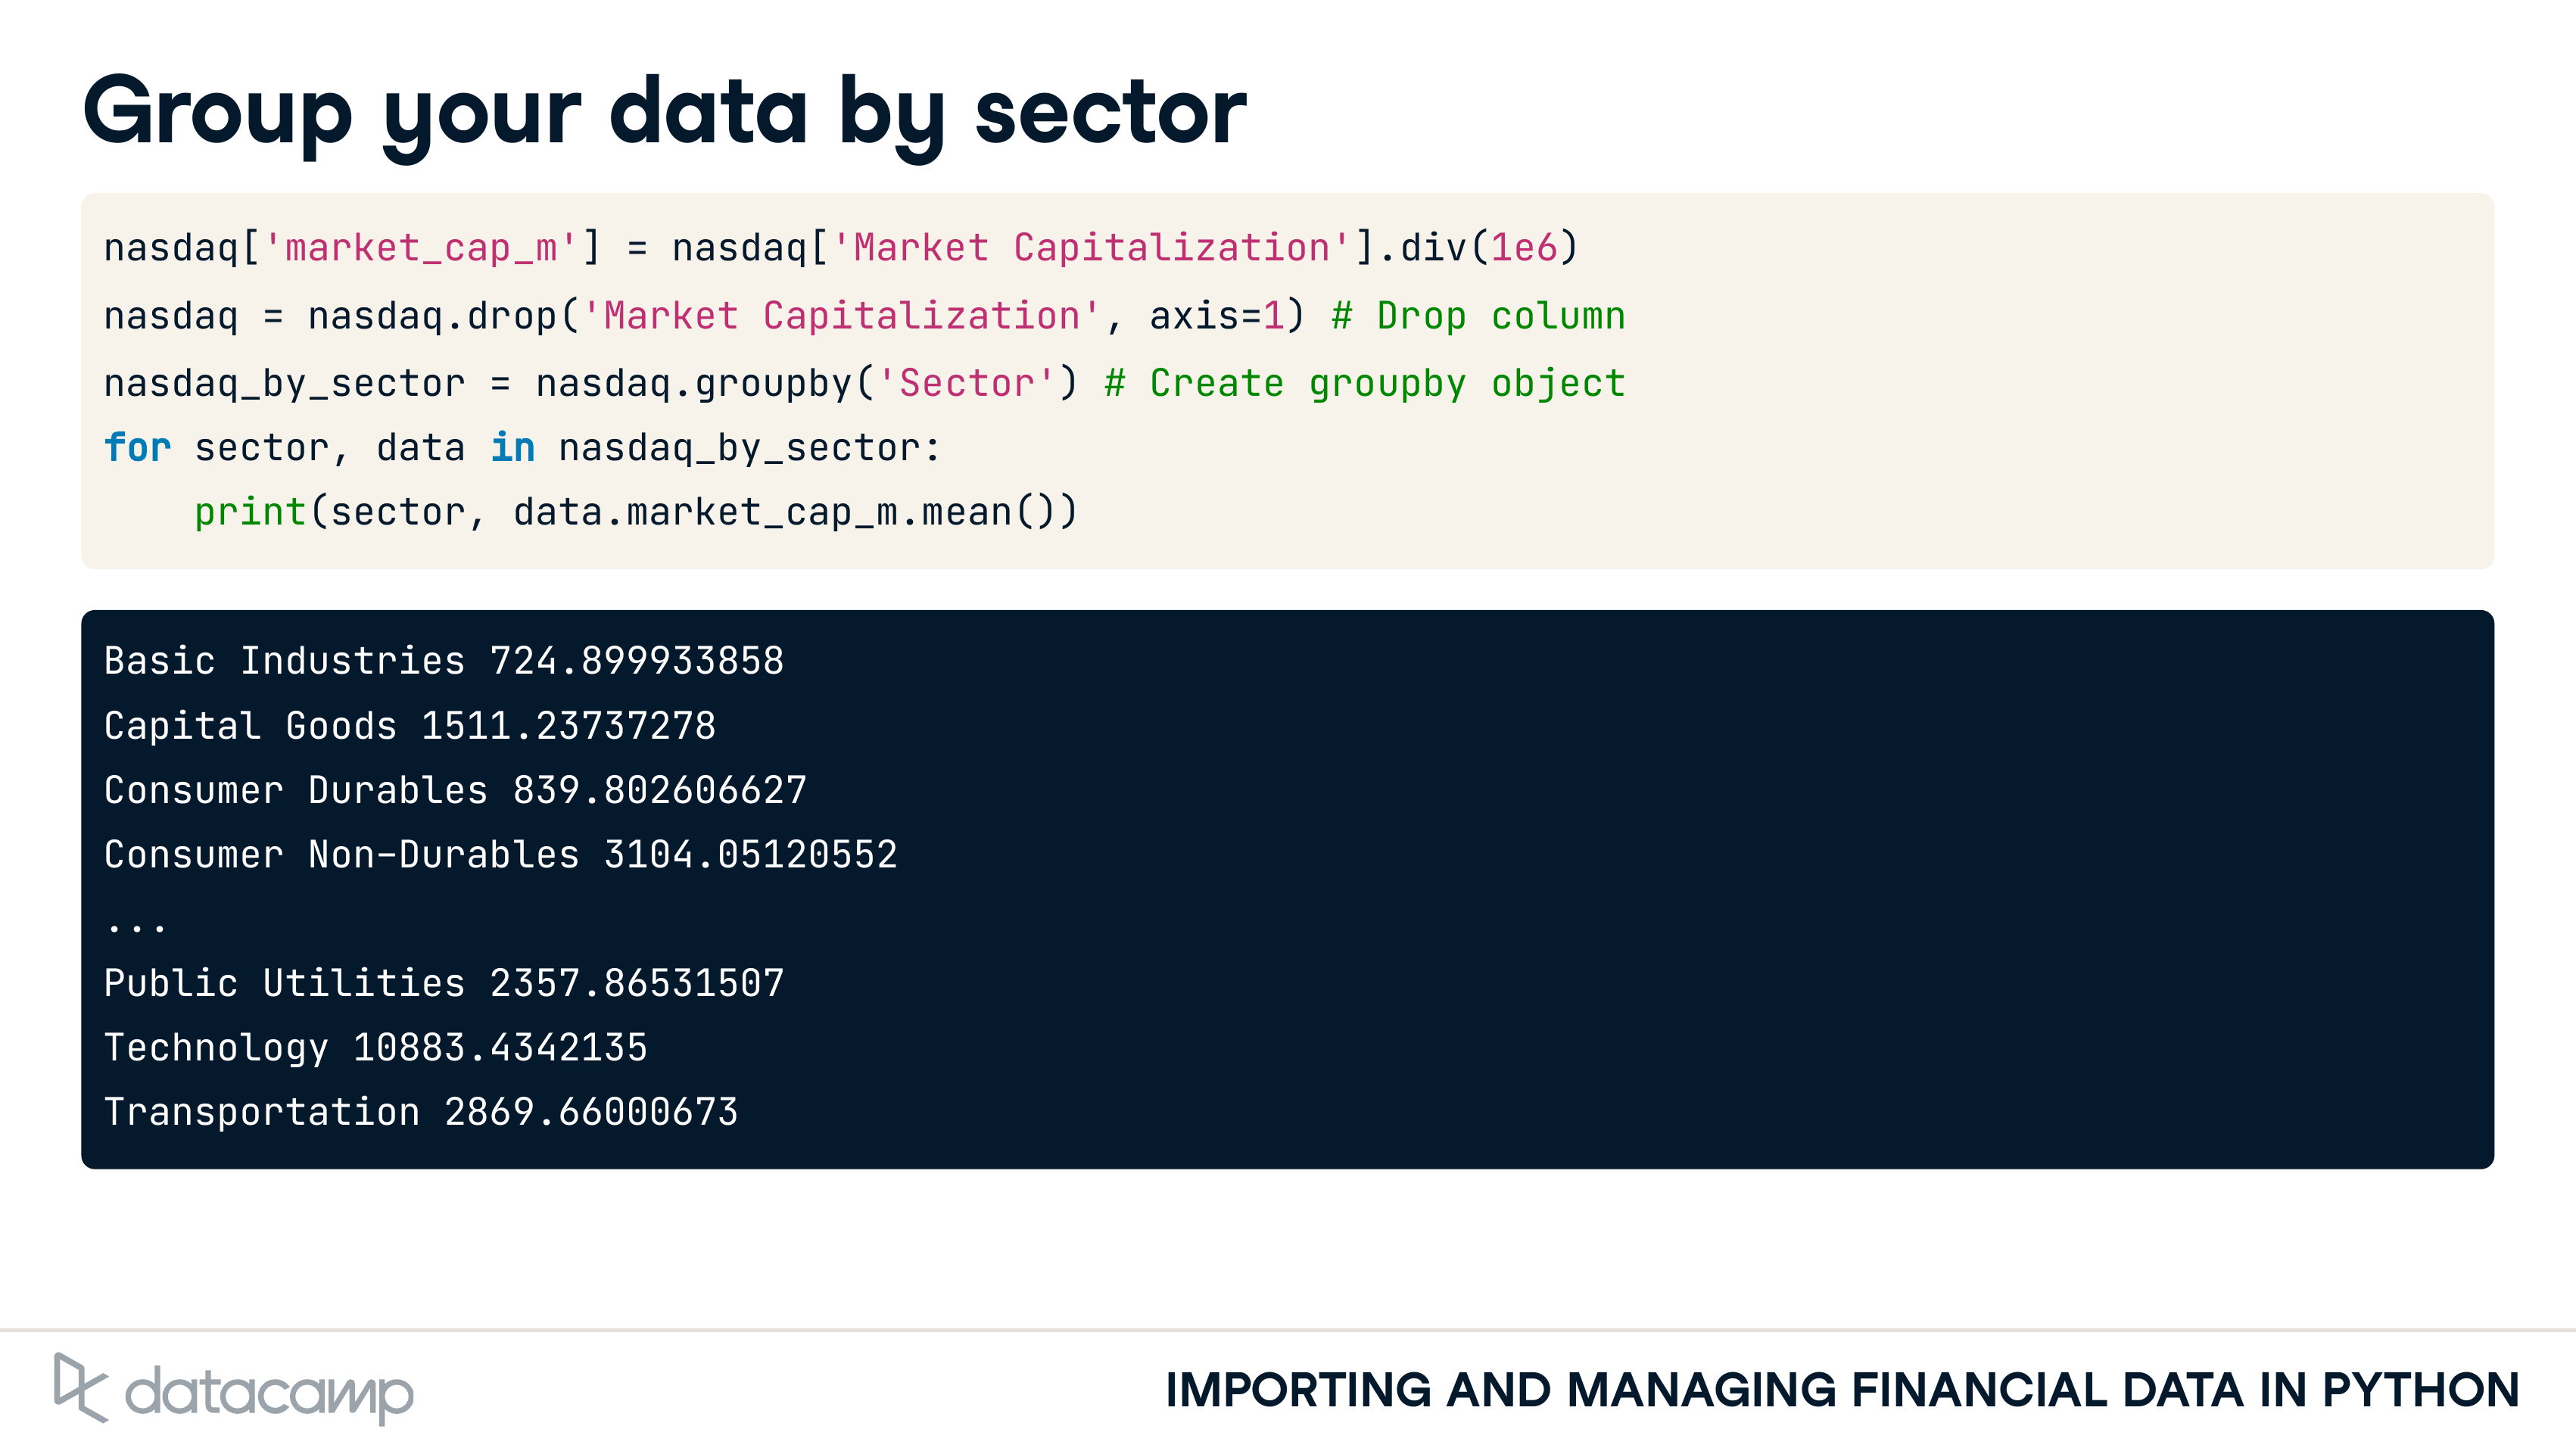 Group your data by sector
nasdaq['market_cap_m'] = nasdaq['Market Capitalization'].div(1e6)
nasdaq = nasdaq.drop('Market Capitalization', axis=1) # Drop column
nasdaq_by_sector = nasdaq.groupby('Sector') # Create groupby object
for sector, data in nasdaq_by_sector:
    print(sector, data.market_cap_m.mean())
Basic Industries 724.899933858
Capital Goods 1511.23737278
Consumer Durables 839.802606627
Consumer Non-Durables 3104.05120552
...
Public Utilities 2357.86531507
Technology 10883.4342135
Transportation 2869.66000673
datacamp
IMPORTING AND MANAGING FINANCIAL DATA IN PYTHON